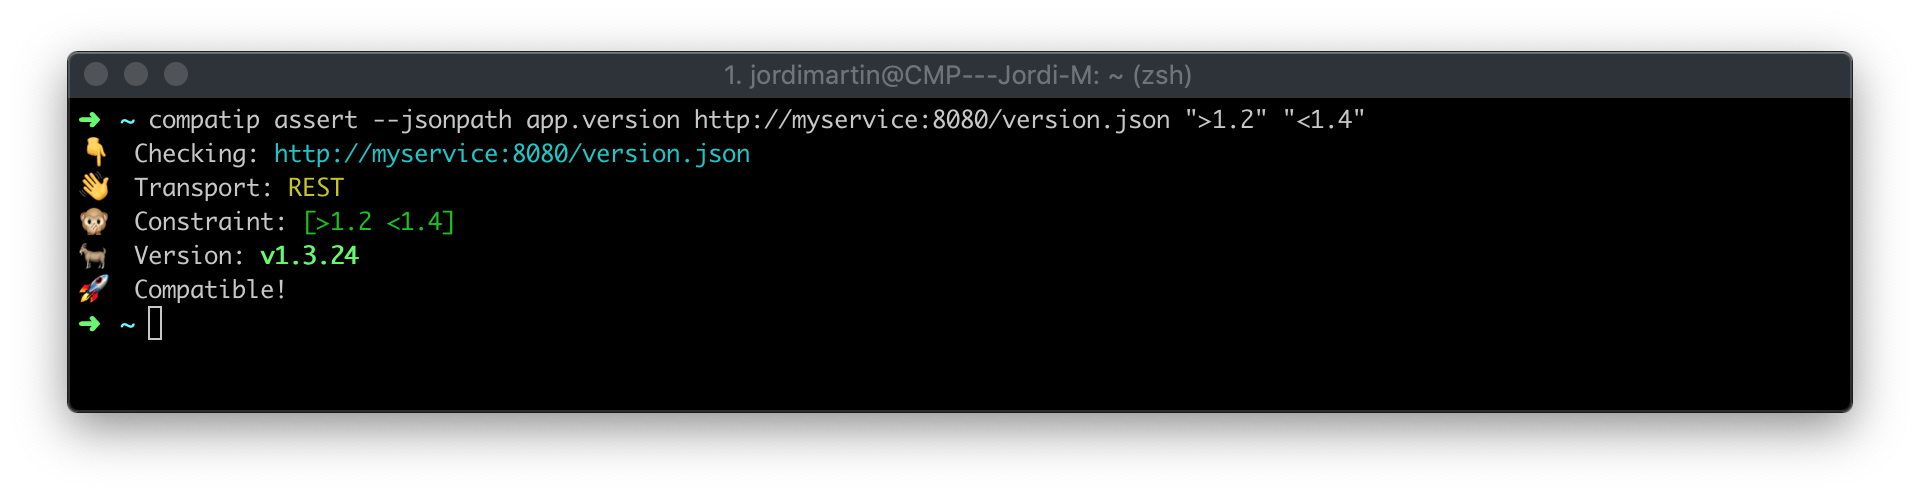 1. jordimartin@CMP---Jordi-M: ~ (zsh)
➜ ~ compatip assert --jsonpath app.version http://myservice:8080/version.json ">1.2" "<1.4"
👇 Checking: http://myservice:8080/version.json
👋 Transport: REST
🙊 Constraint: [>1.2 <1.4]
🐐 Version: v1.3.24
🚀 Compatible!
➜ ~